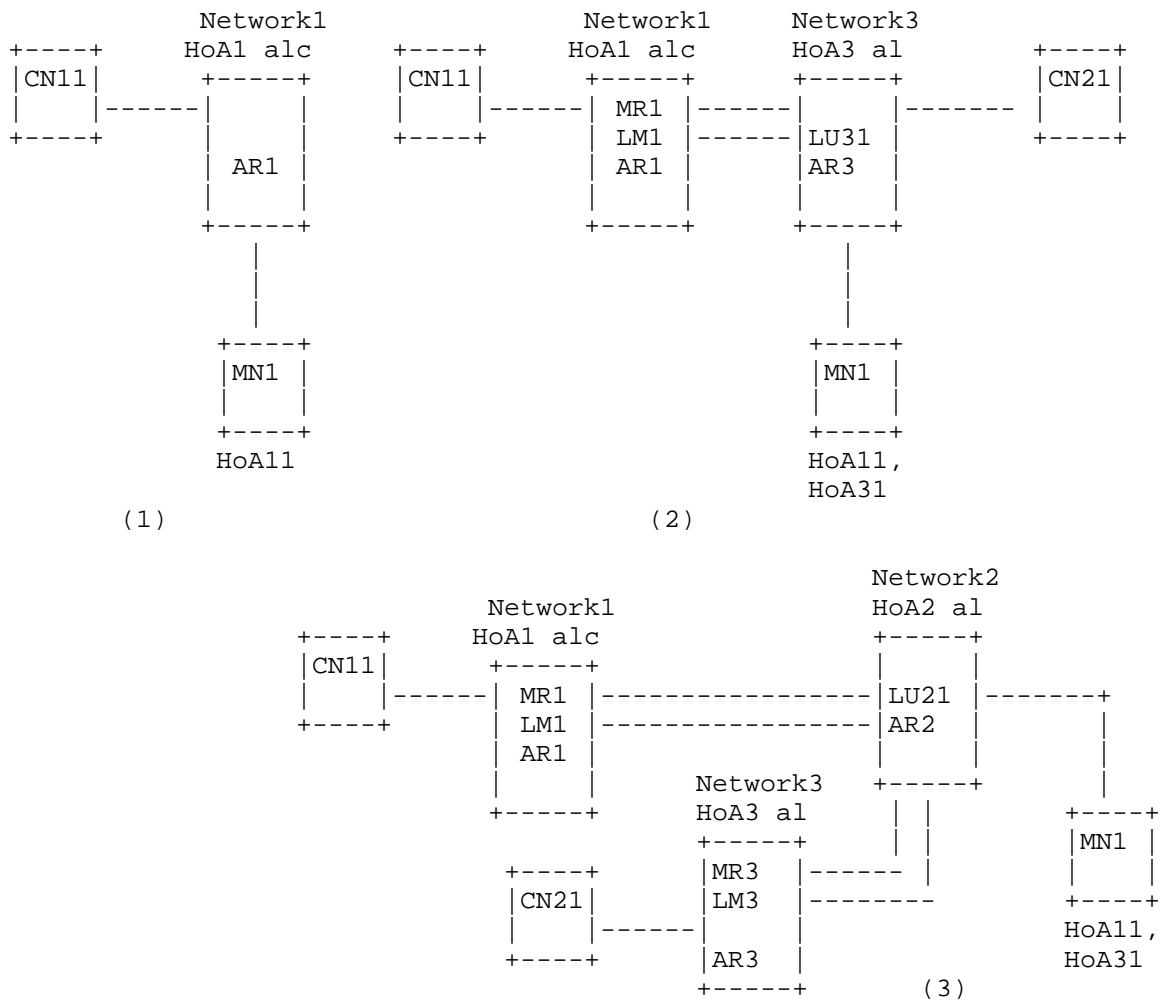 Network1 Network1 Network3
HoA1 alc HoA1 alc HoA3 al
CN11 CN11 CN21
MR1
LM1 LU31
AR1 AR1 AR3
MN1 MN1
HoA11 HoA11,
HoA31
(1) (2)
Network2
Network1 HoA2 al
HoA1 alc
CN11
MR1 LU21
LM1 AR2
AR1
Network3
HoA3 al
MN1
MR3
CN21 LM3
HoA11,
AR3 HoA31
(3)